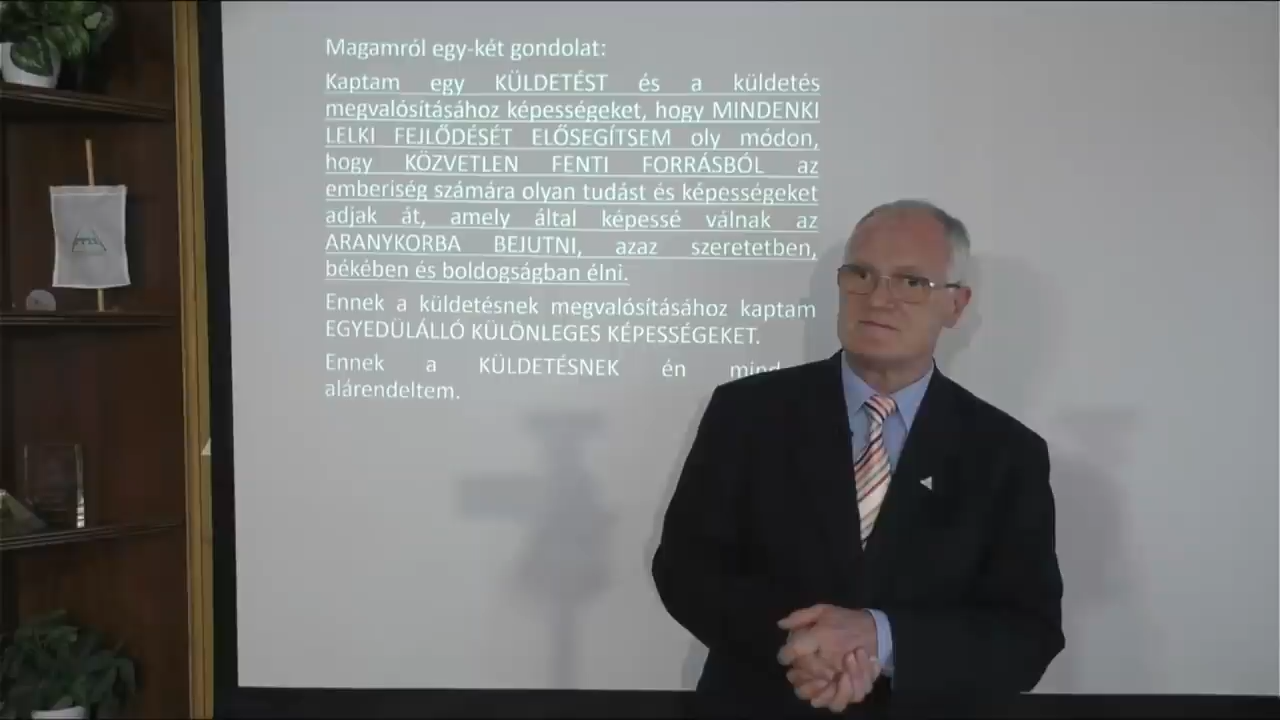 Magamról egy-két gondolat:
Kaptam egy KÜLDETÉST és a küldetés
megvalósításához képességeket, hogy MINDENKI
LELKI FEJLŐDÉSÉT ELŐSEGÍTSEM oly módon,
hogy KÖZVETLEN FENTI FORRÁSBÓL az
emberiség számára olyan tudást és képességeket
adjak át, amely által képessé válnak az
ARANYKORBA BEJUTNI, azaz szeretetben,
békében és boldogságban élni.
Ennek a küldetésnek megvalósításához kaptam
EGYEDÜLÁLLÓ KÜLÖNLEGES KÉPESSÉGEKET.
Ennek a KÜLDETÉSNEK én
alárendeltem.